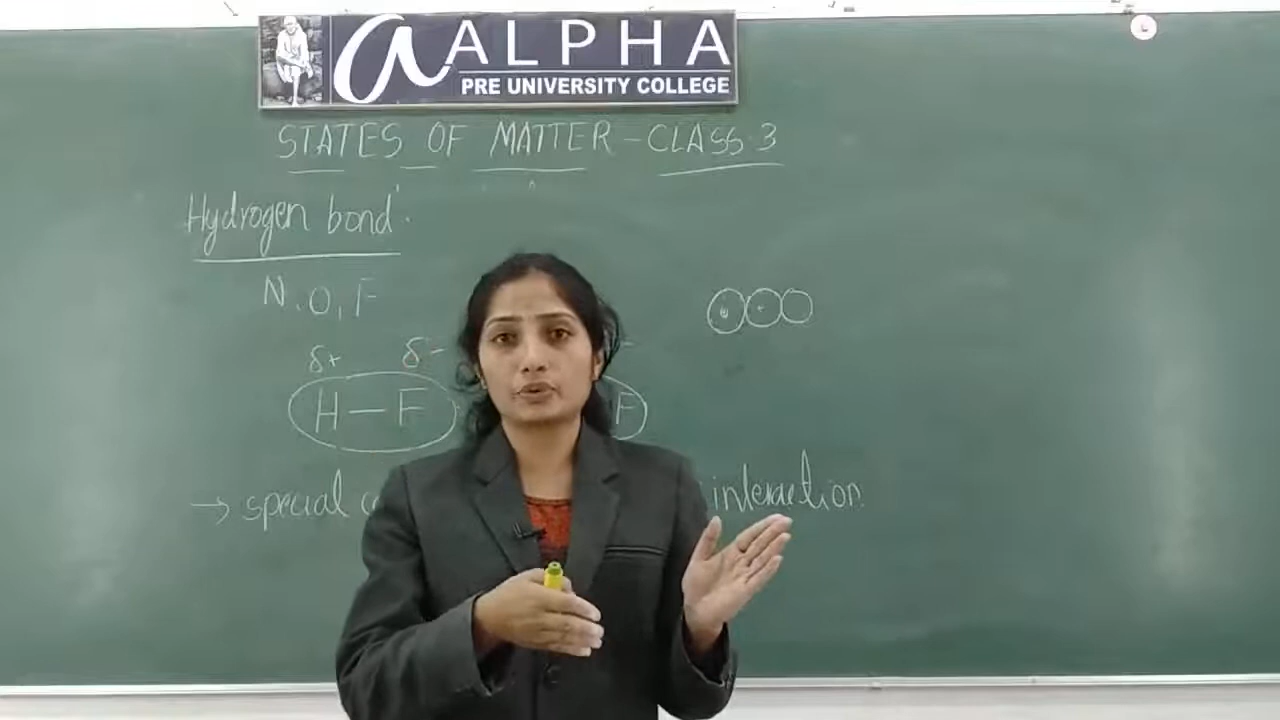 a ALPHA
PRE UNIVERSITY COLLEGE
STATES OF MATTER - CLASS 3
Hydrogen bond
N, O, F
δ+ δ- -
H — F F
→ special interaction